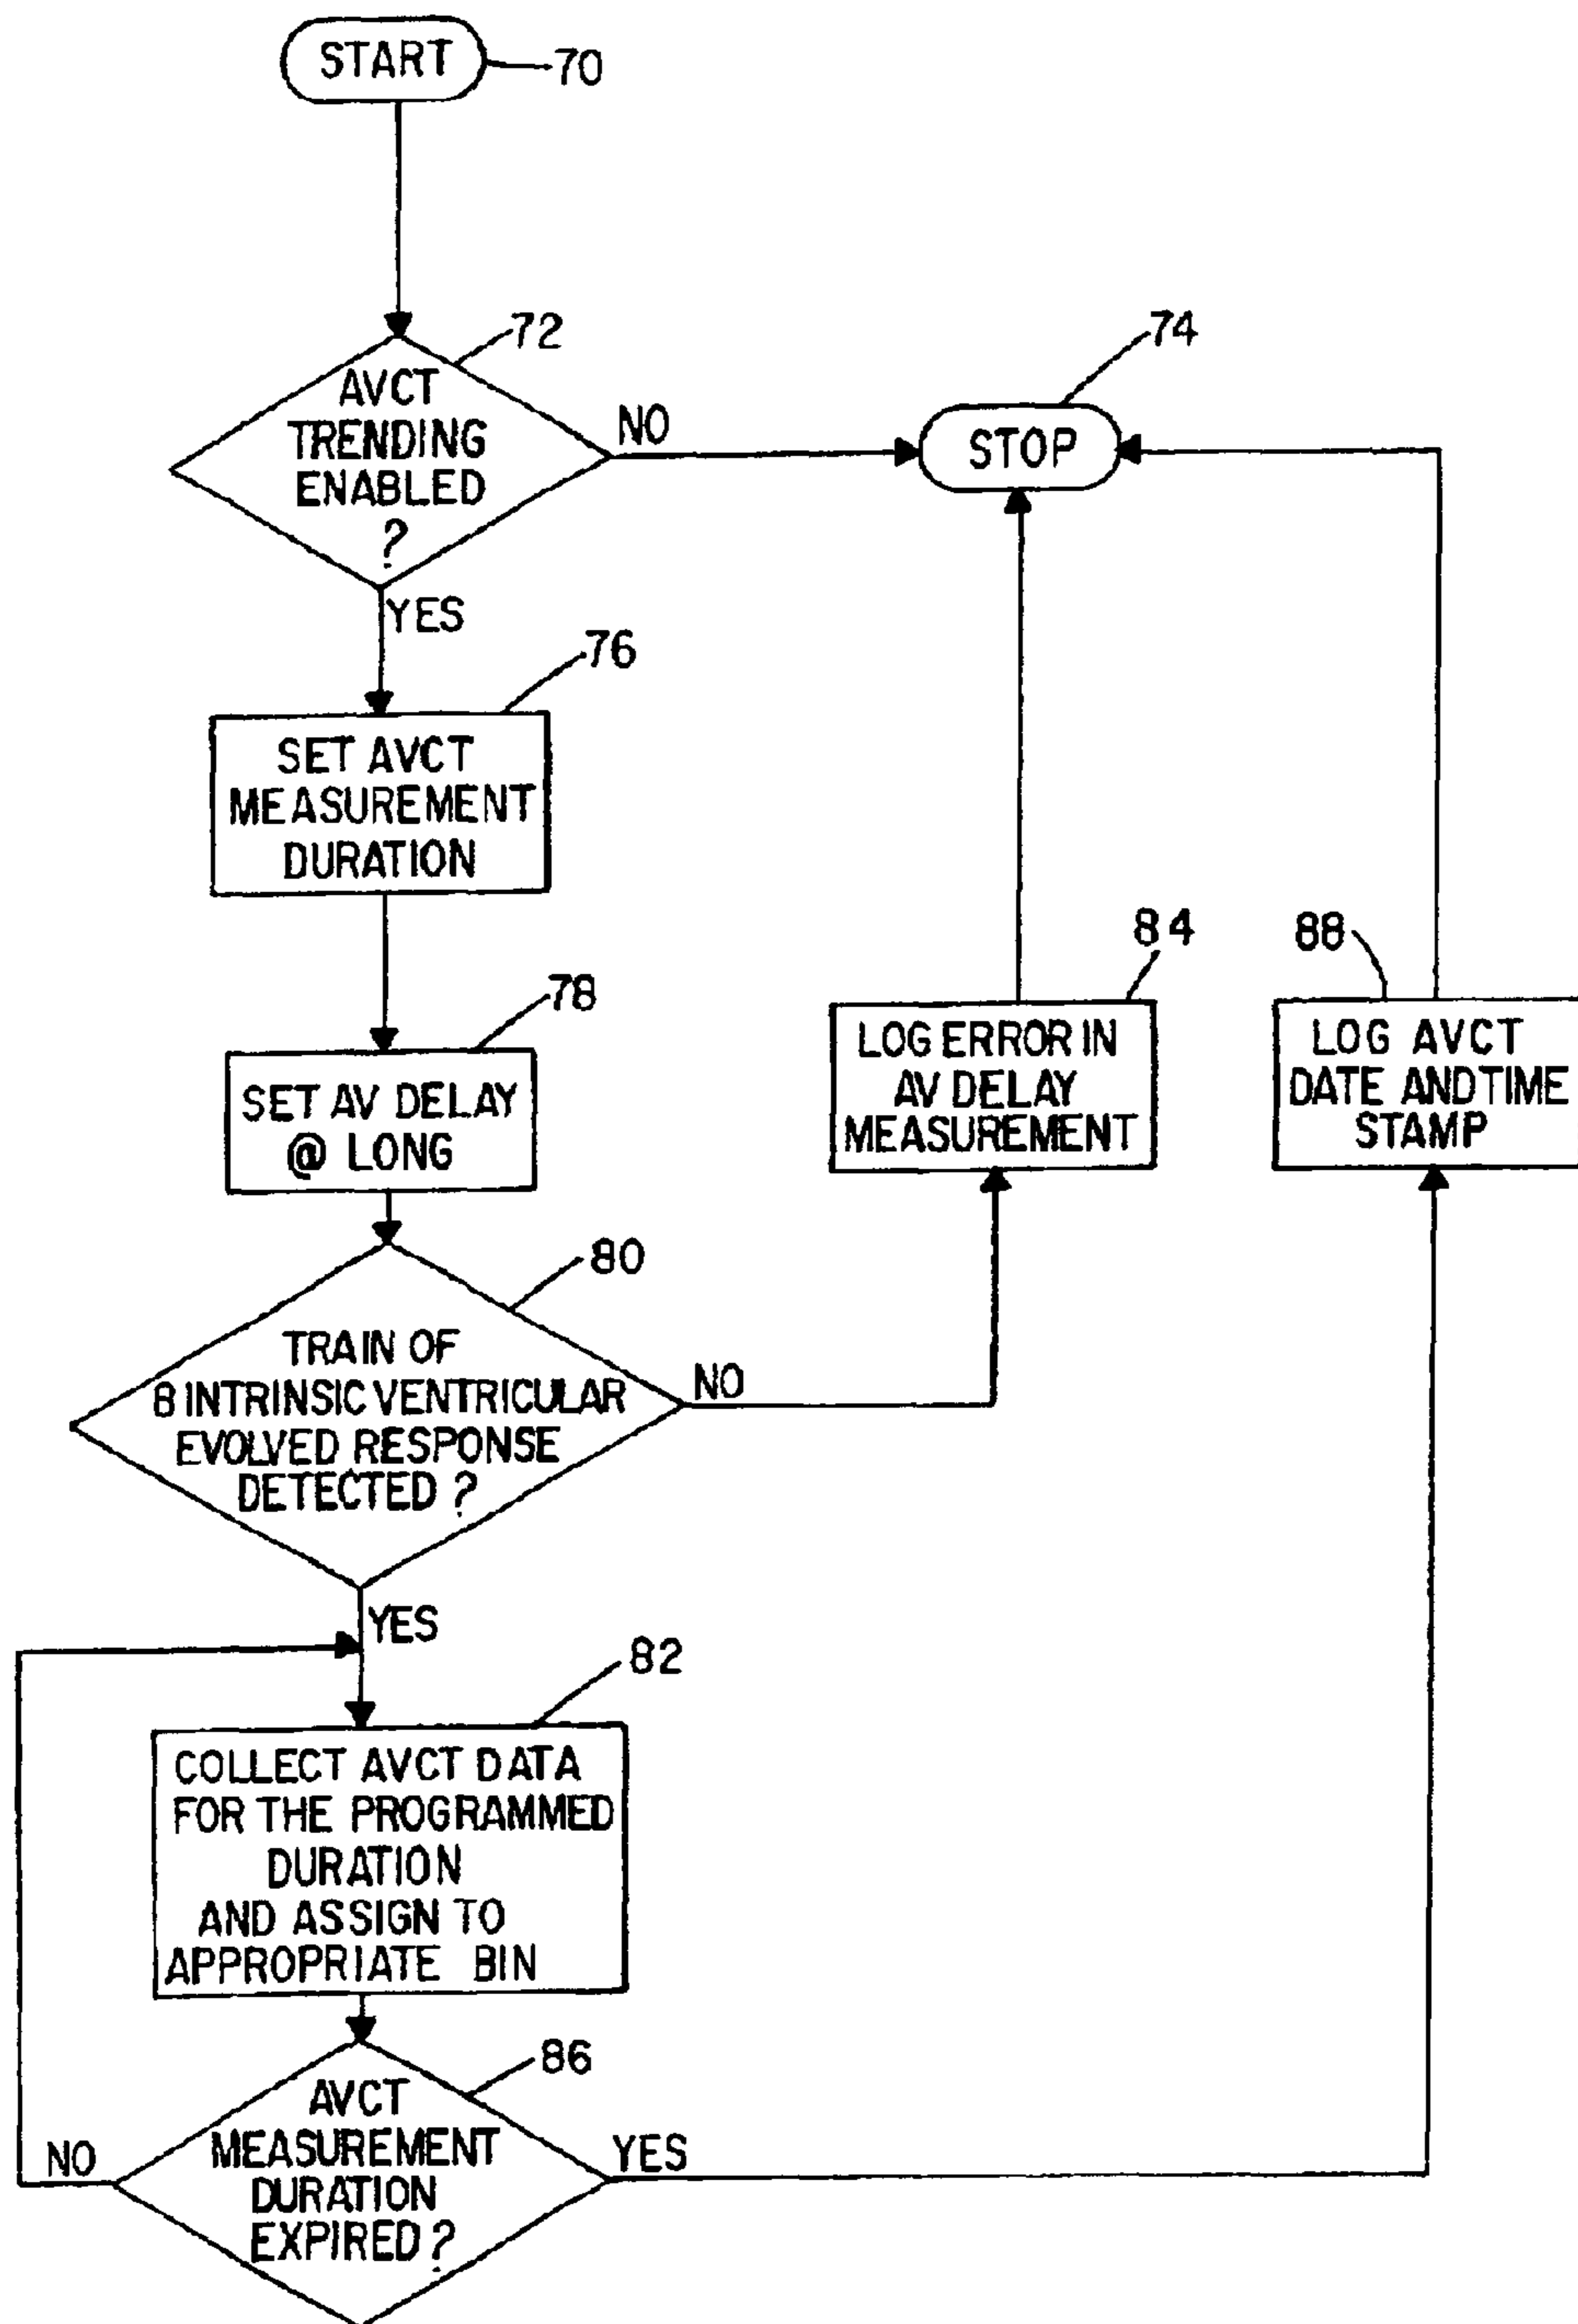 START
70
72
AVCT
TRENDING
ENABLED
?
NO
74
STOP
YES
76
SET AVCT
MEASUREMENT
DURATION
78
SET AV DELAY
@ LONG
84
LOG ERROR IN
AV DELAY
MEASUREMENT
88
LOG AVCT
DATE AND TIME
STAMP
80
TRAIN OF
8 INTRINSIC VENTRICULAR
EVOLVED RESPONSE
DETECTED ?
NO
YES
82
COLLECT AVCT DATA
FOR THE PROGRAMMED
DURATION
AND ASSIGN TO
APPROPRIATE BIN
86
AVCT
MEASUREMENT
DURATION
EXPIRED ?
NO
YES